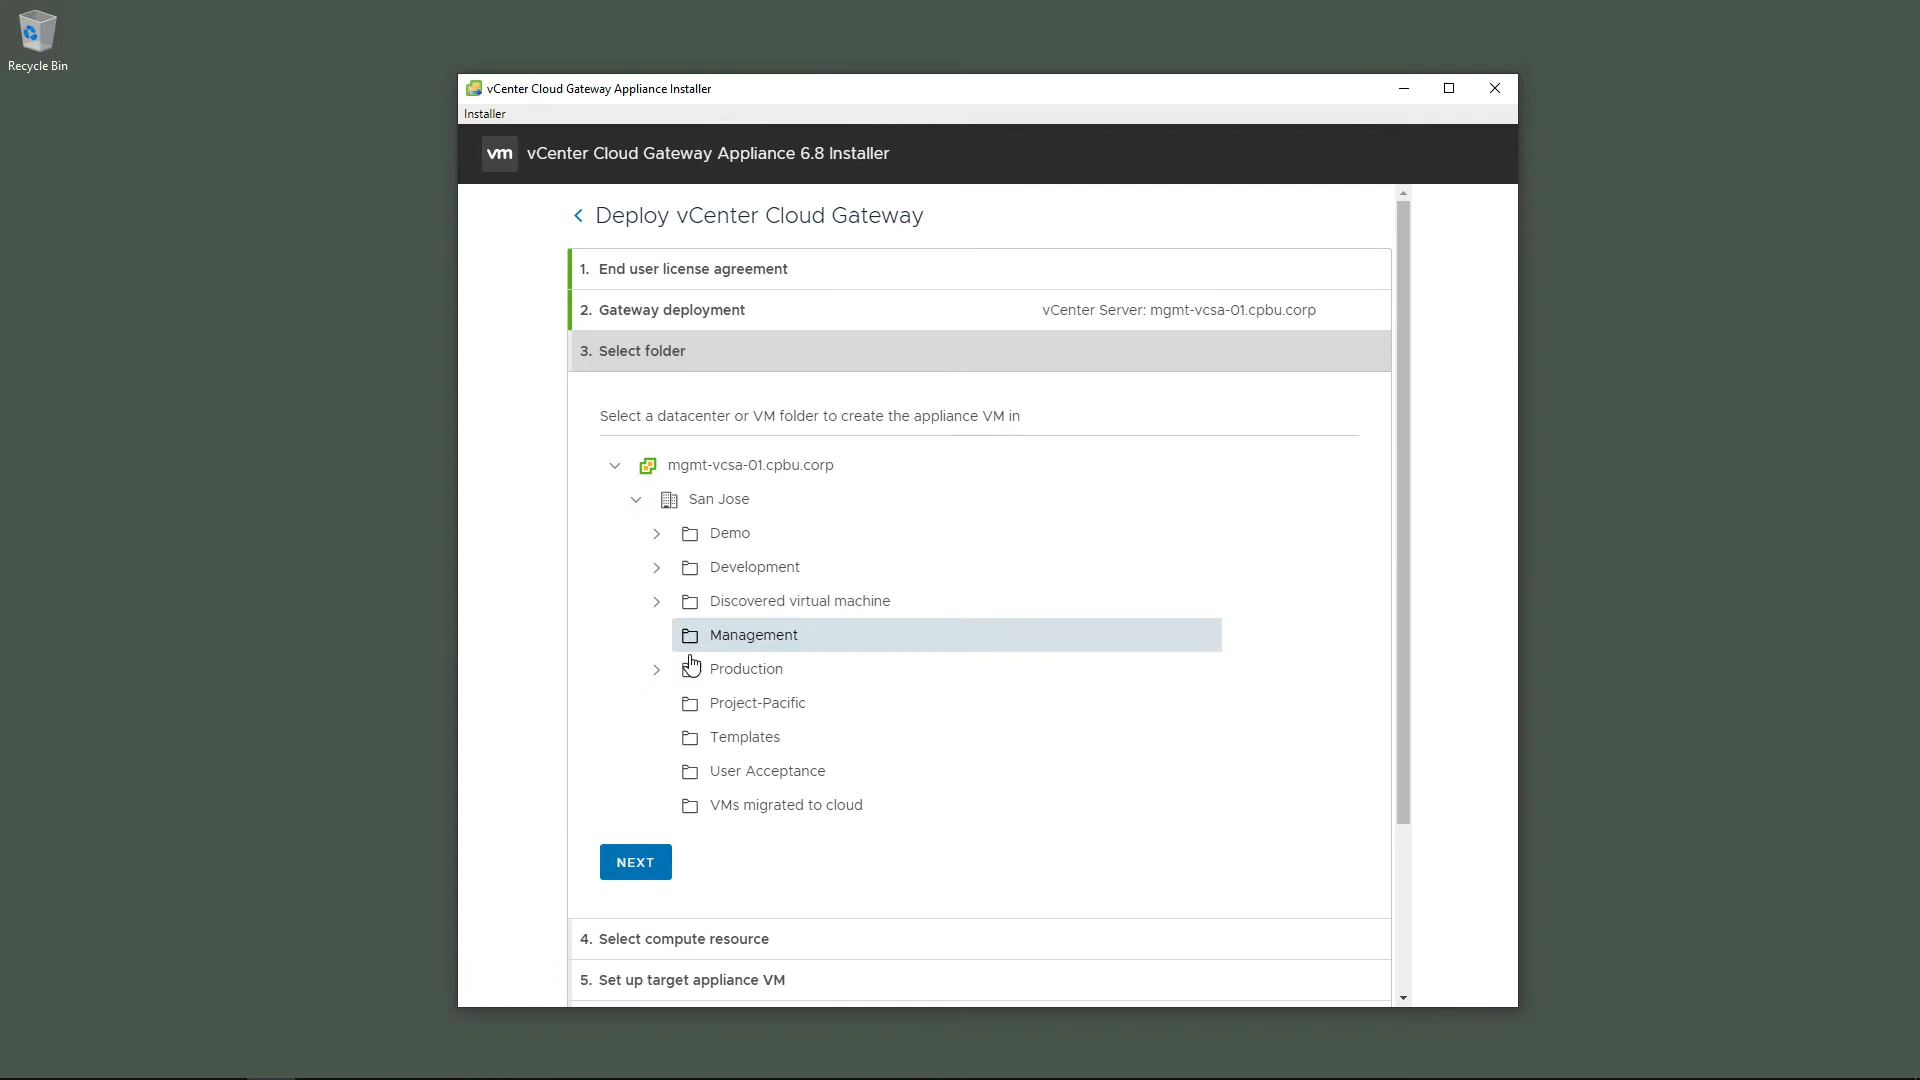 Recycle Bin
vCenter Cloud Gateway Appliance Installer
Installer
vm vCenter Cloud Gateway Appliance 6.8 Installer
Deploy vCenter Cloud Gateway
1. End user license agreement
2. Gateway deployment vCenter Server: mgmt-vcsa-01.cpbu.corp
3. Select folder
Select a datacenter or VM folder to create the appliance VM in
mgmt-vcsa-01.cpbu.corp
San Jose
Demo
Development
Discovered virtual machine
Management
Production
Project-Pacific
Templates
User Acceptance
VMs migrated to cloud
NEXT
4. Select compute resource
5. Set up target appliance VM